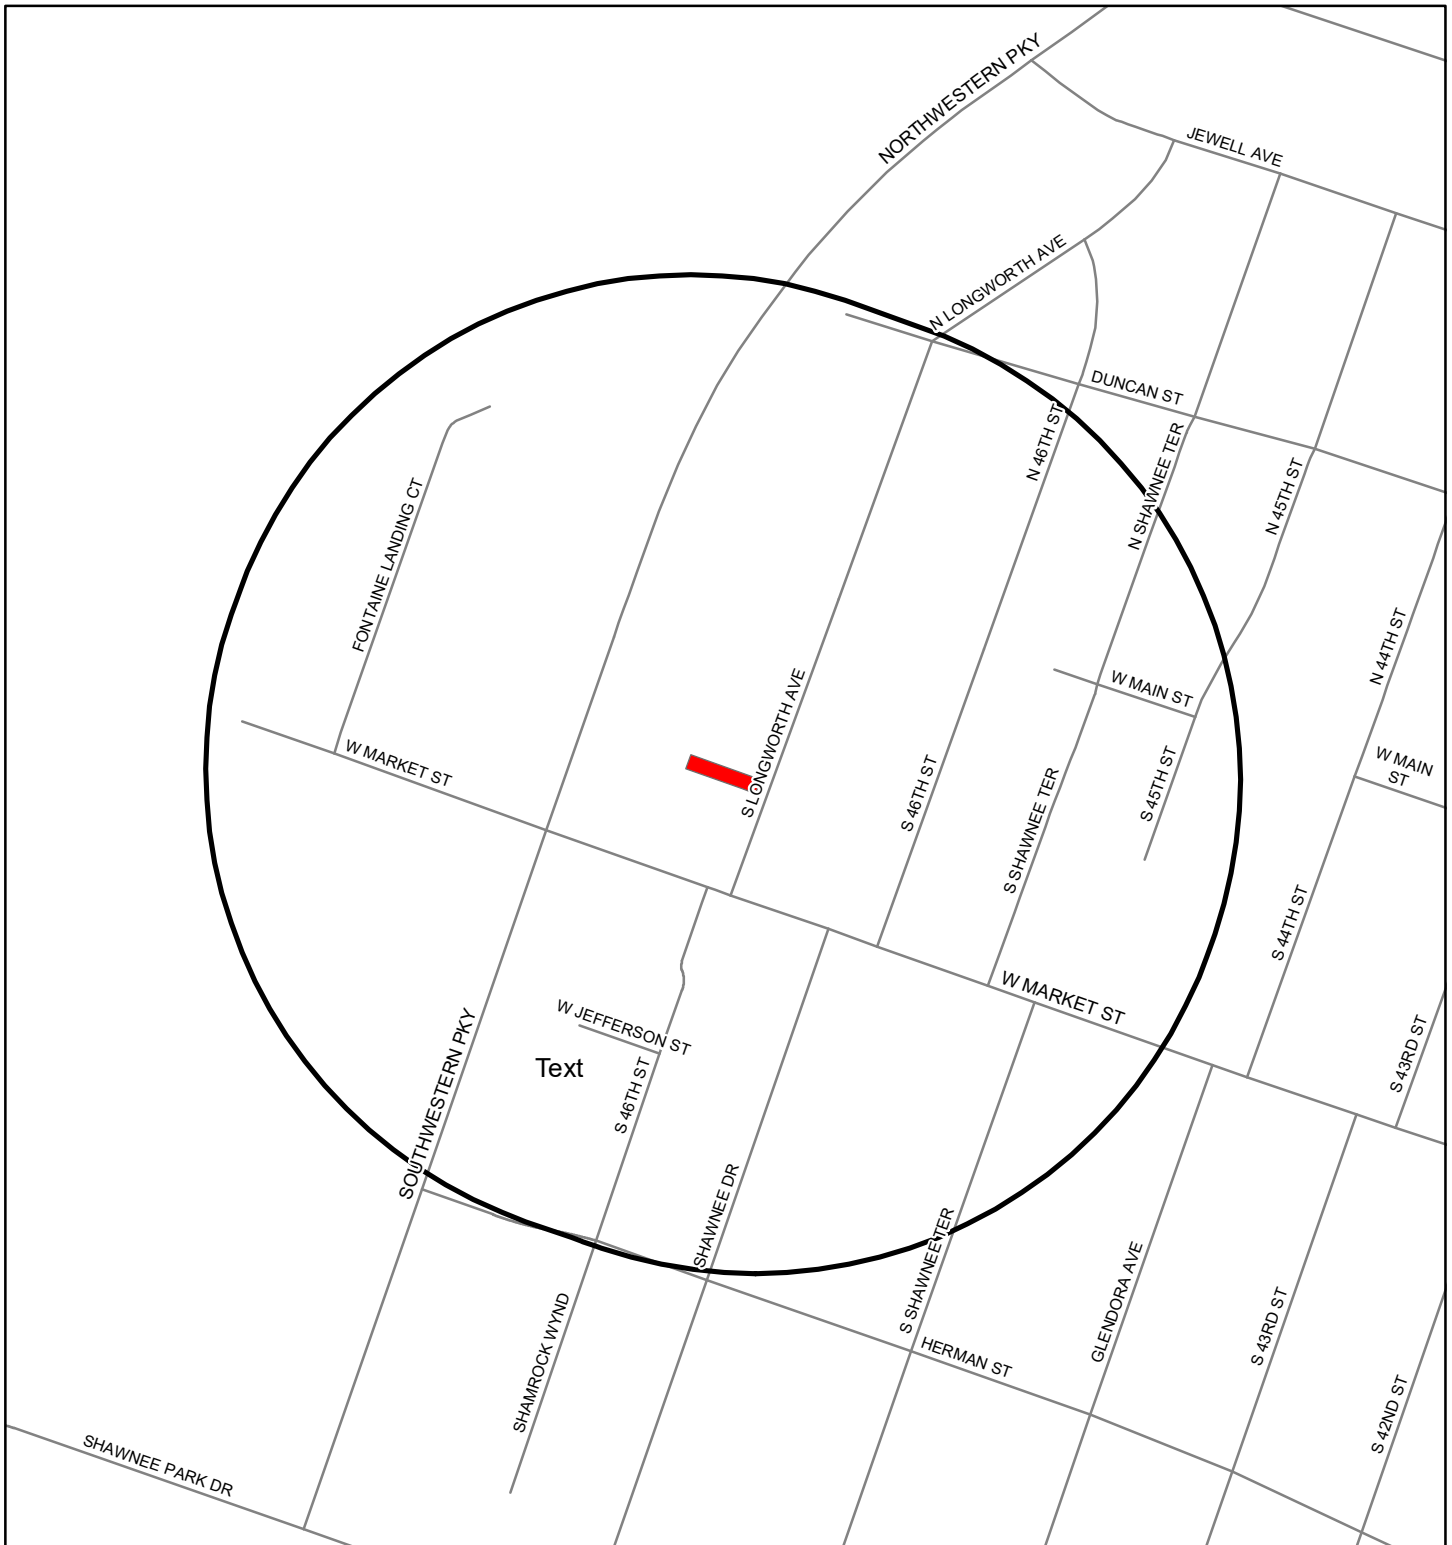 NORTHWESTERN PKY
JEWELL AVE
N LONGWORTH AVE
DUNCAN ST
N 46TH ST
N SHAWNEE TER
N 45TH ST
FONTAINE LANDING CT
N 44TH ST
S LONGWORTH AVE
W MAIN ST
W MARKET ST
S 46TH ST
S SHAWNEE TER
S 45TH ST
W MAIN
ST
S 44TH ST
W MARKET ST
W JEFFERSON ST
SOUTHWESTERN PKY
Text
S 46TH ST
S 43RD ST
SHAWNEE DR
S SHAWNEE TER
GLENDORA AVE
SHAMROCK WYND
HERMAN ST
S 43RD ST
S 42ND ST
SHAWNEE PARK DR